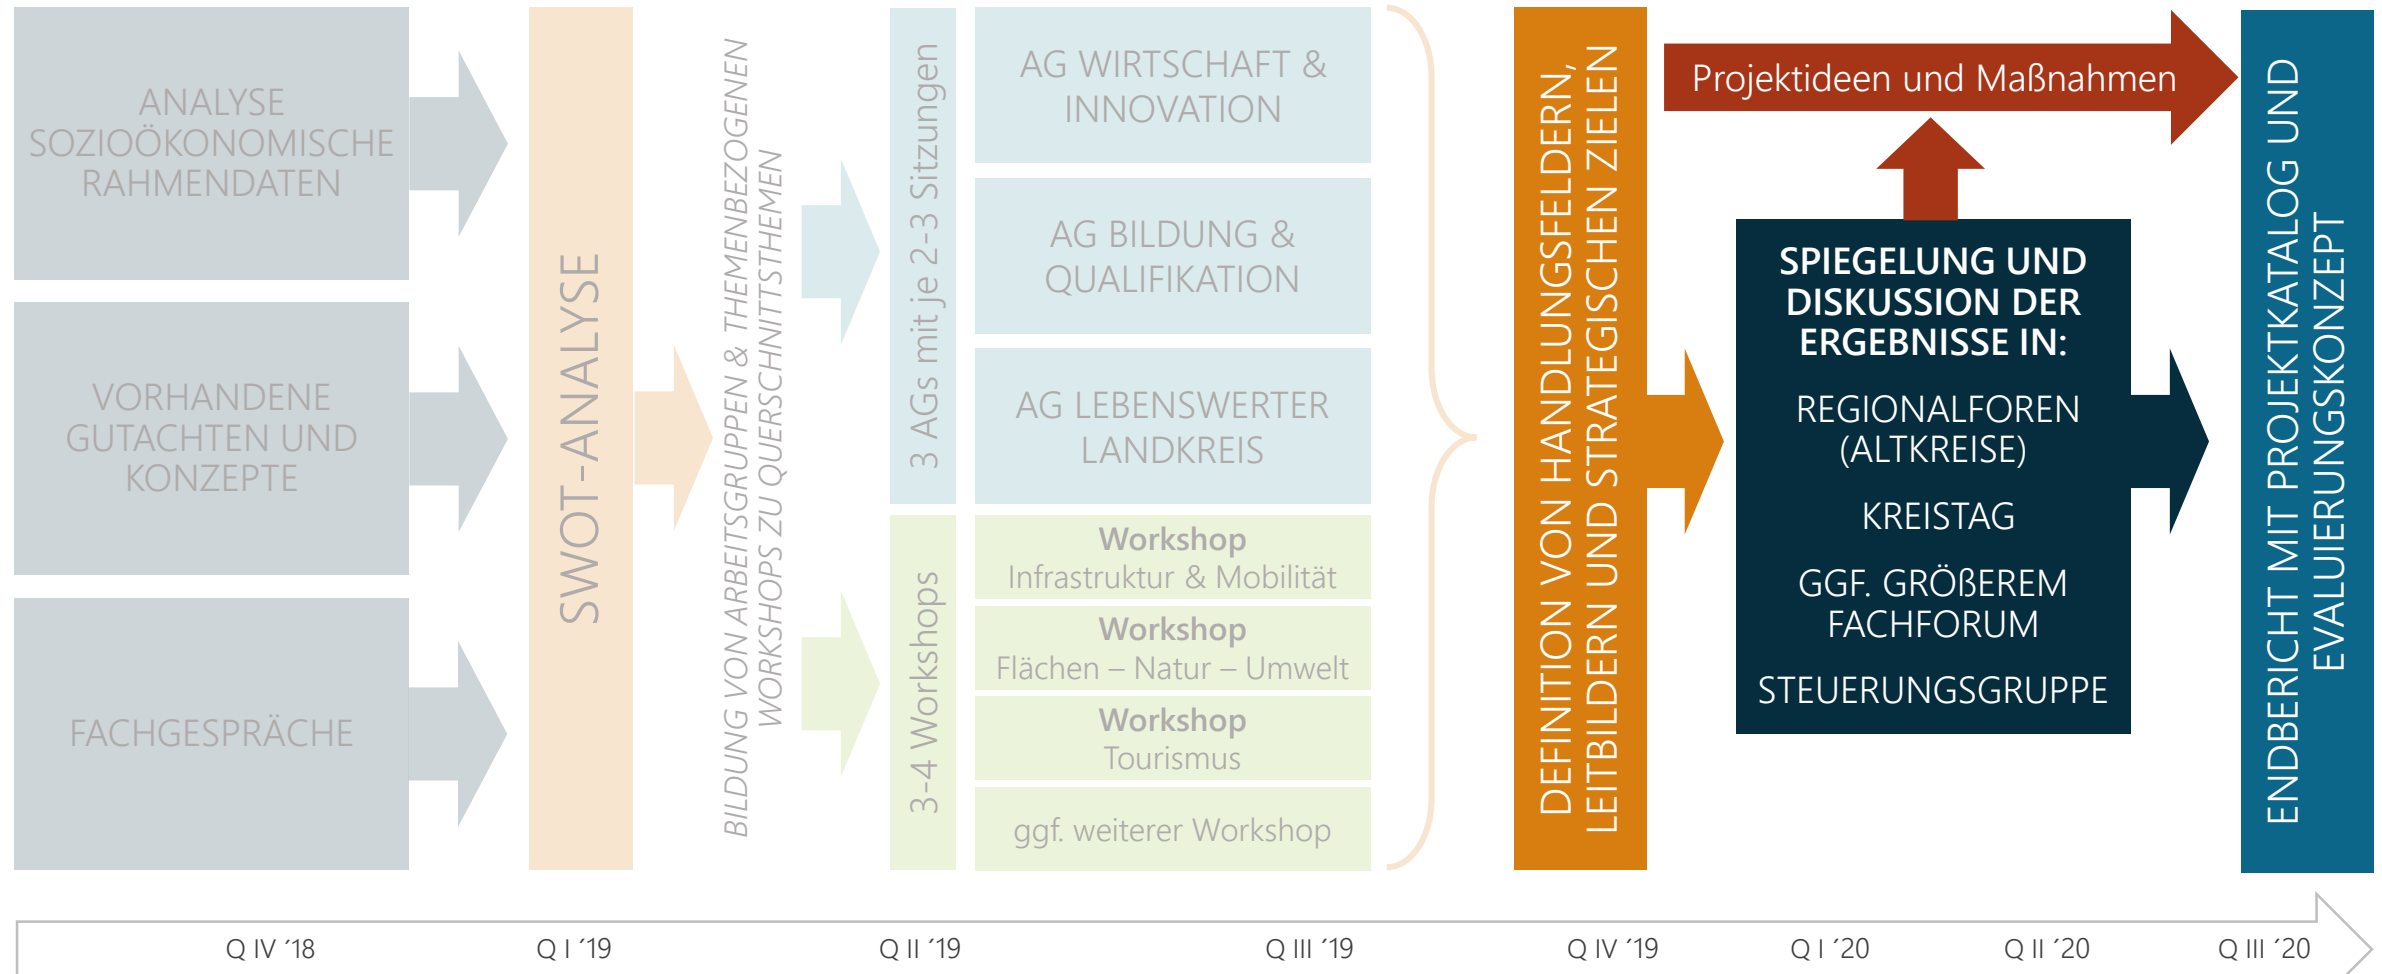 ANALYSE
SOZIOÖKONOMISCHE
RAHMENDATEN
VORHANDENE
GUTACHTEN UND
KONZEPTE
FACHGESPRÄCHE
SWOT-ANALYSE
BILDUNG VON ARBEITSGRUPPEN & THEMENBEZOGENEN
WORKSHOPS ZU QUERSCHNITTSTHEMEN
3 AGs mit je 2-3 Sitzungen
AG WIRTSCHAFT &
INNOVATION
AG BILDUNG &
QUALIFIKATION
AG LEBENSWERTER
LANDKREIS
3-4 Workshops
Workshop
Infrastruktur & Mobilität
Workshop
Flächen – Natur – Umwelt
Workshop
Tourismus
ggf. weiterer Workshop
DEFINITION VON HANDLUNGSFELDERN,
LEITBILDERN UND STRATEGISCHEN ZIELEN
Projektideen und Maßnahmen
SPIEGELUNG UND
DISKUSSION DER
ERGEBNISSE IN:
REGIONALFOREN
(ALTKREISE)
KREISTAG
GGF. GRÖßEREM
FACHFORUM
STEUERUNGSGRUPPE
ENDBERICHT MIT PROJEKTKATALOG UND
EVALUIERUNGSKONZEPT
Q IV ´18
Q I ´19
Q II ´19
Q III ´19
Q IV ´19
Q I ´20
Q II ´20
Q III ´20